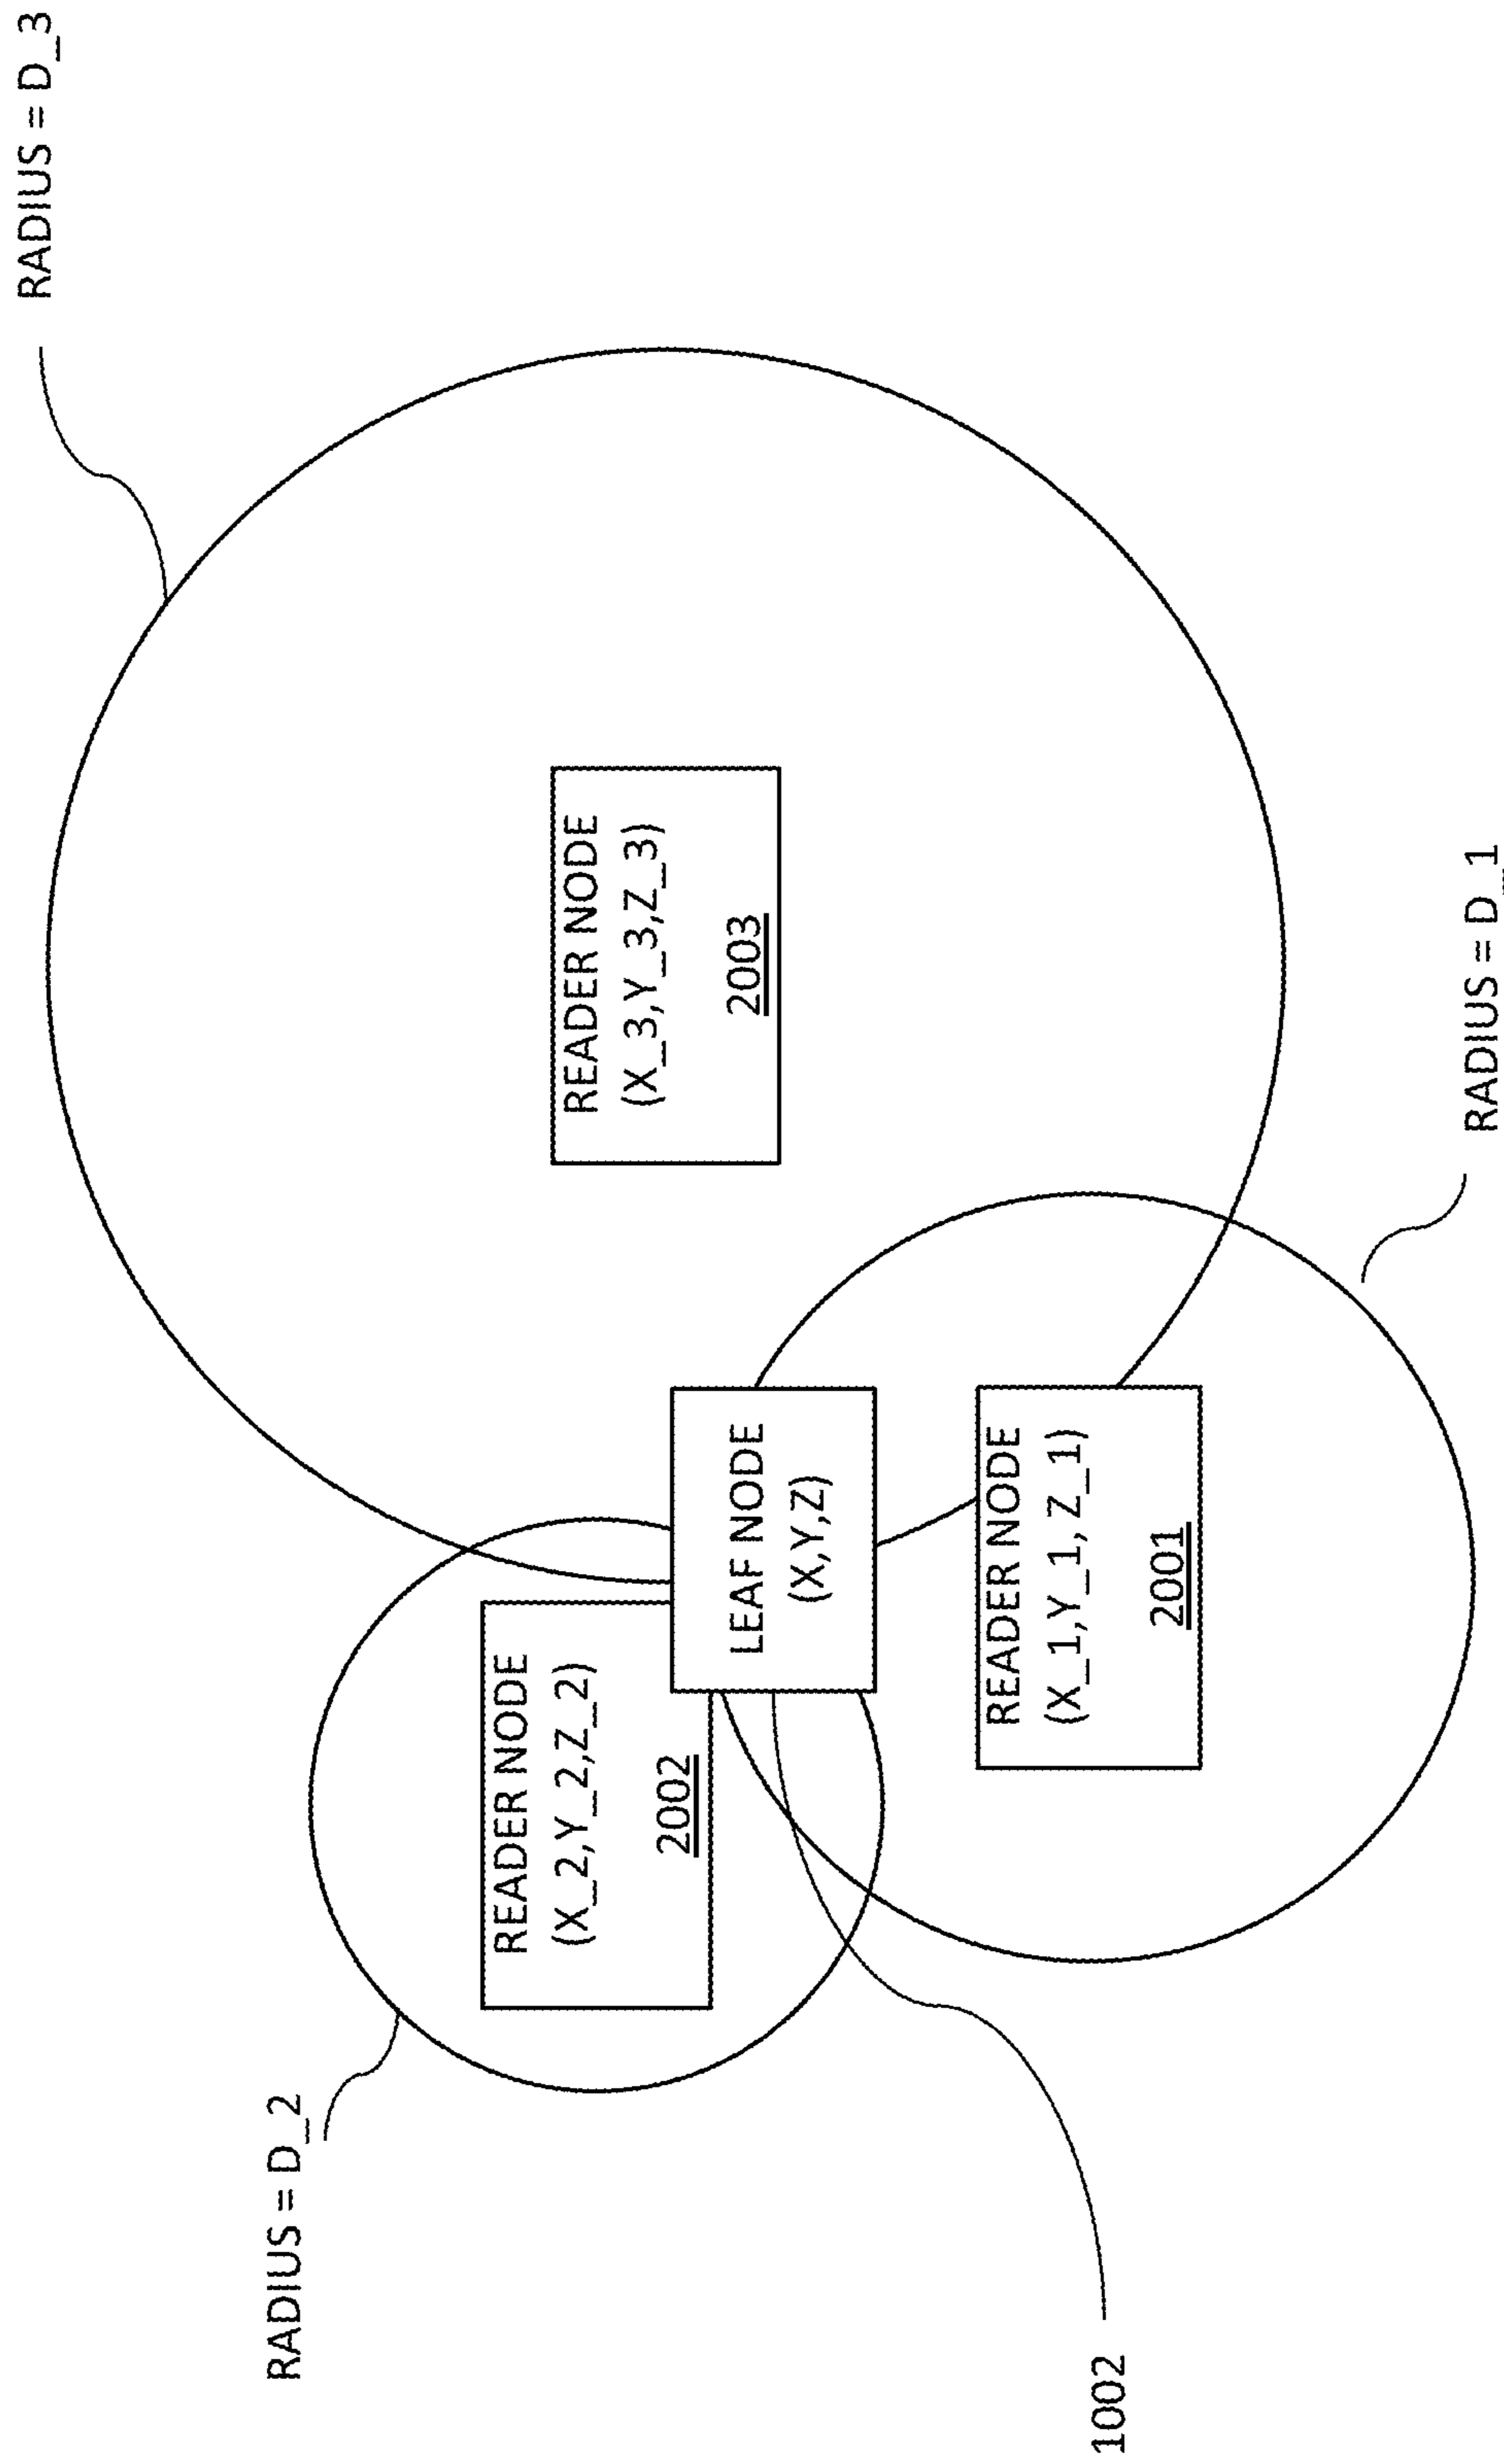 RADIUS = D_3
RADIUS = D_2
READER NODE
(X_2,Y_2,Z_2)
2002
READER NODE
(X_3,Y_3,Z_3)
2003
LEAF NODE
(X,Y,Z)
READER NODE
(X_1,Y_1, Z_1)
2001
1002
RADIUS = D_1